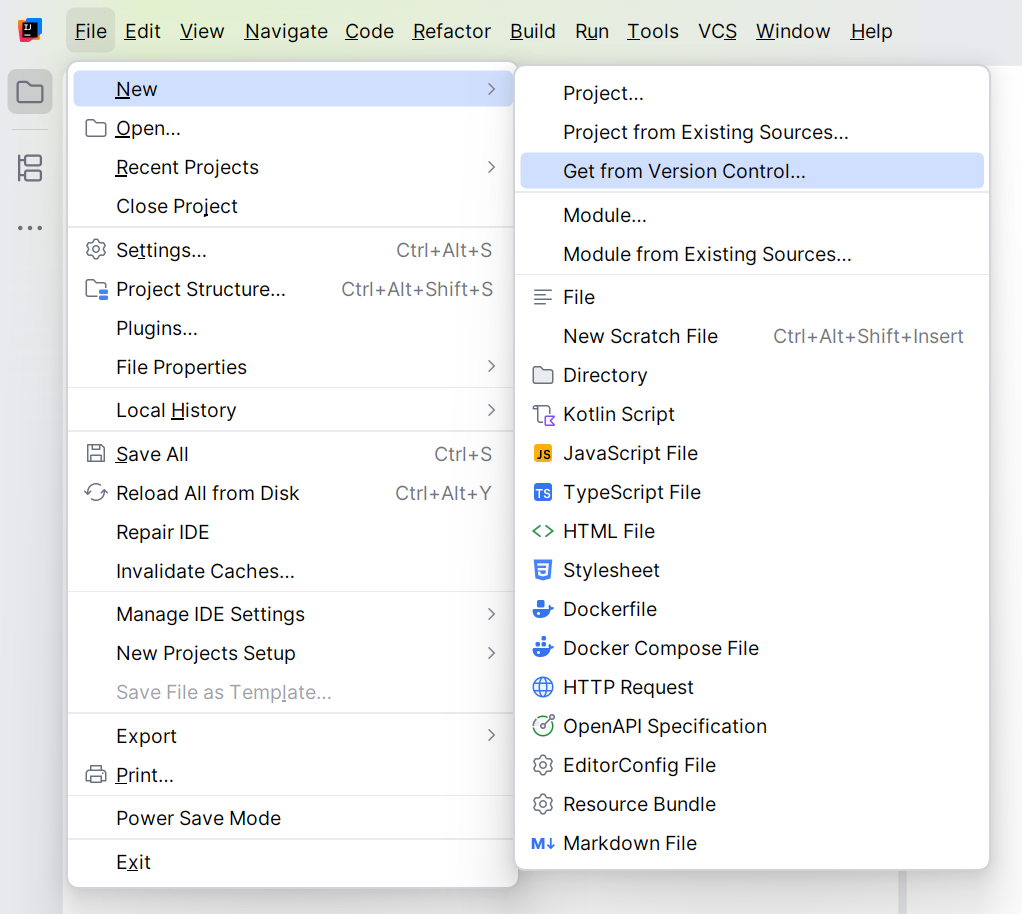 File Edit View Navigate Code Refactor Build Run Tools VCS Window Help
New
Open...
Recent Projects
Close Project
Settings... Ctrl+Alt+S
Project Structure... Ctrl+Alt+Shift+S
Plugins...
File Properties
Local History
Save All Ctrl+S
Reload All from Disk Ctrl+Alt+Y
Repair IDE
Invalidate Caches...
Manage IDE Settings
New Projects Setup
Save File as Template...
Export
Print...
Power Save Mode
Exit
Project...
Project from Existing Sources...
Get from Version Control...
Module...
Module from Existing Sources...
File
New Scratch File Ctrl+Alt+Shift+Insert
Directory
Kotlin Script
JS JavaScript File
TS TypeScript File
HTML File
Stylesheet
Dockerfile
Docker Compose File
HTTP Request
OpenAPI Specification
EditorConfig File
Resource Bundle
M↓ Markdown File